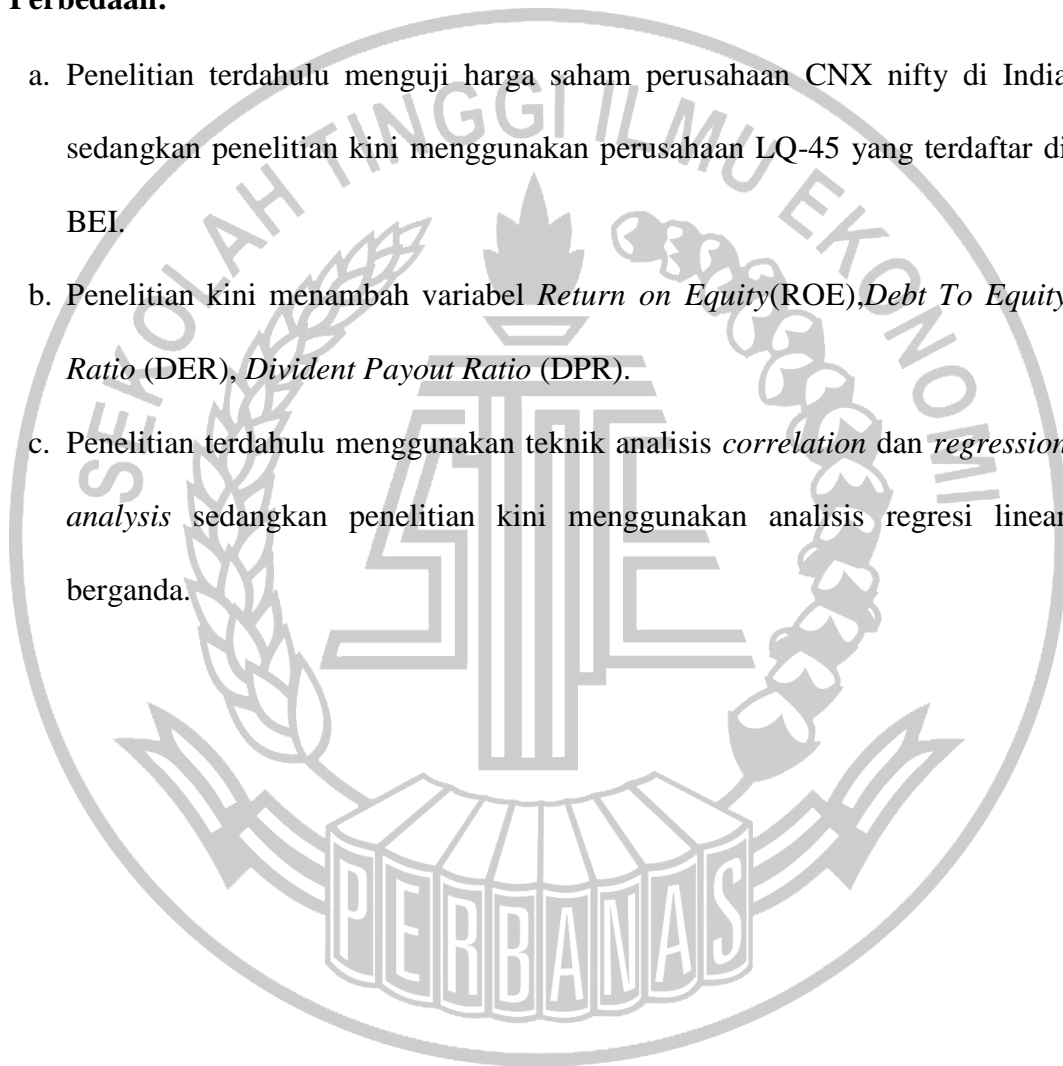 Perbedaan:
a. Penelitian terdahulu menguji harga saham perusahaan CNX nifty di India
sedangkan penelitian kini menggunakan perusahaan LQ-45 yang terdaftar di
BEI.
b. Penelitian kini menambah variabel Return on Equity(ROE),Debt To Equity
Ratio (DER), Divident Payout Ratio (DPR).
c. Penelitian terdahulu menggunakan teknik analisis correlation dan regression
analysis sedangkan penelitian kini menggunakan analisis regresi linear
berganda.
SEKOLAH TINGGI ILMU EKONOMI
PERBANAS